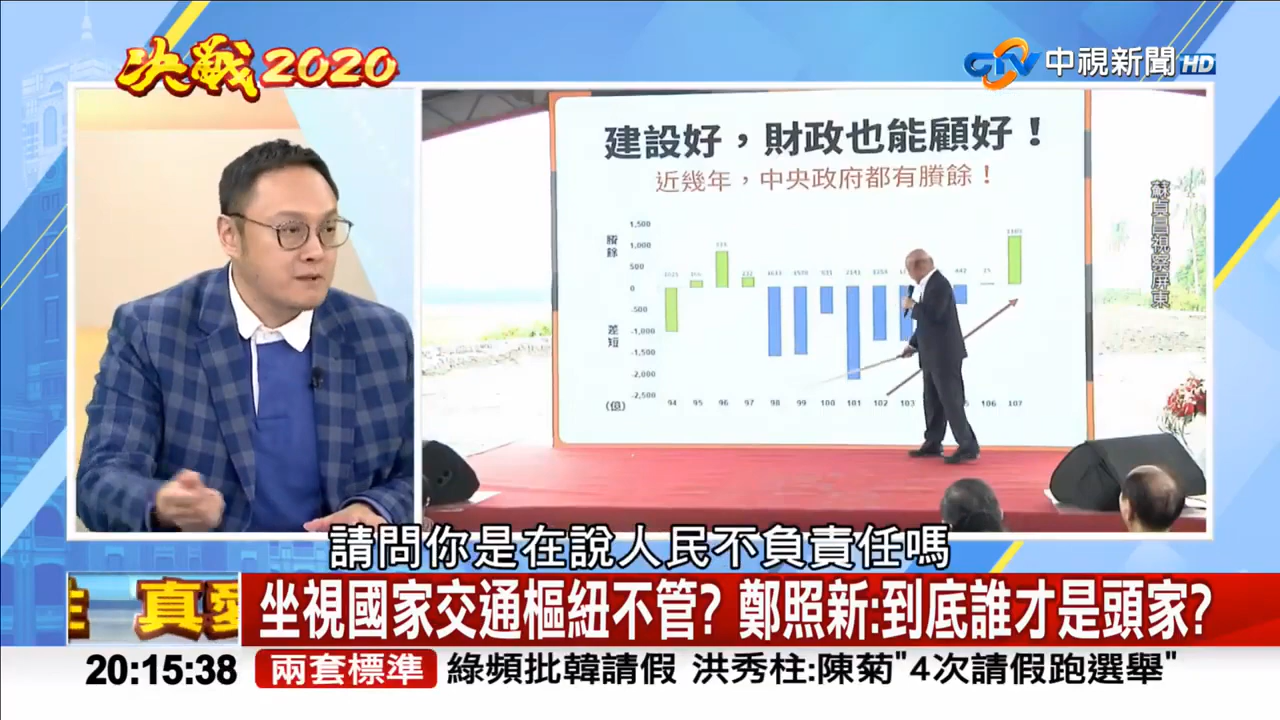 決戰2020
CTV 中視新聞HD
建設好，財政也能顧好！
近幾年，中央政府都有賸餘！
蘇貞昌視察屏東
賸餘
1,500
1,000
500
0
-500
-1,000
-1,500
-2,000
-2,500
差短
(億)
94 95 96 97 98 99 100 101 102 103 106 107
請問你是在說人民不負責任嗎
真愛
坐視國家交通樞紐不管? 鄭照新:到底誰才是頭家?
20:15:38 兩套標準 綠頻批韓請假 洪秀柱:陳菊"4次請假跑選舉"